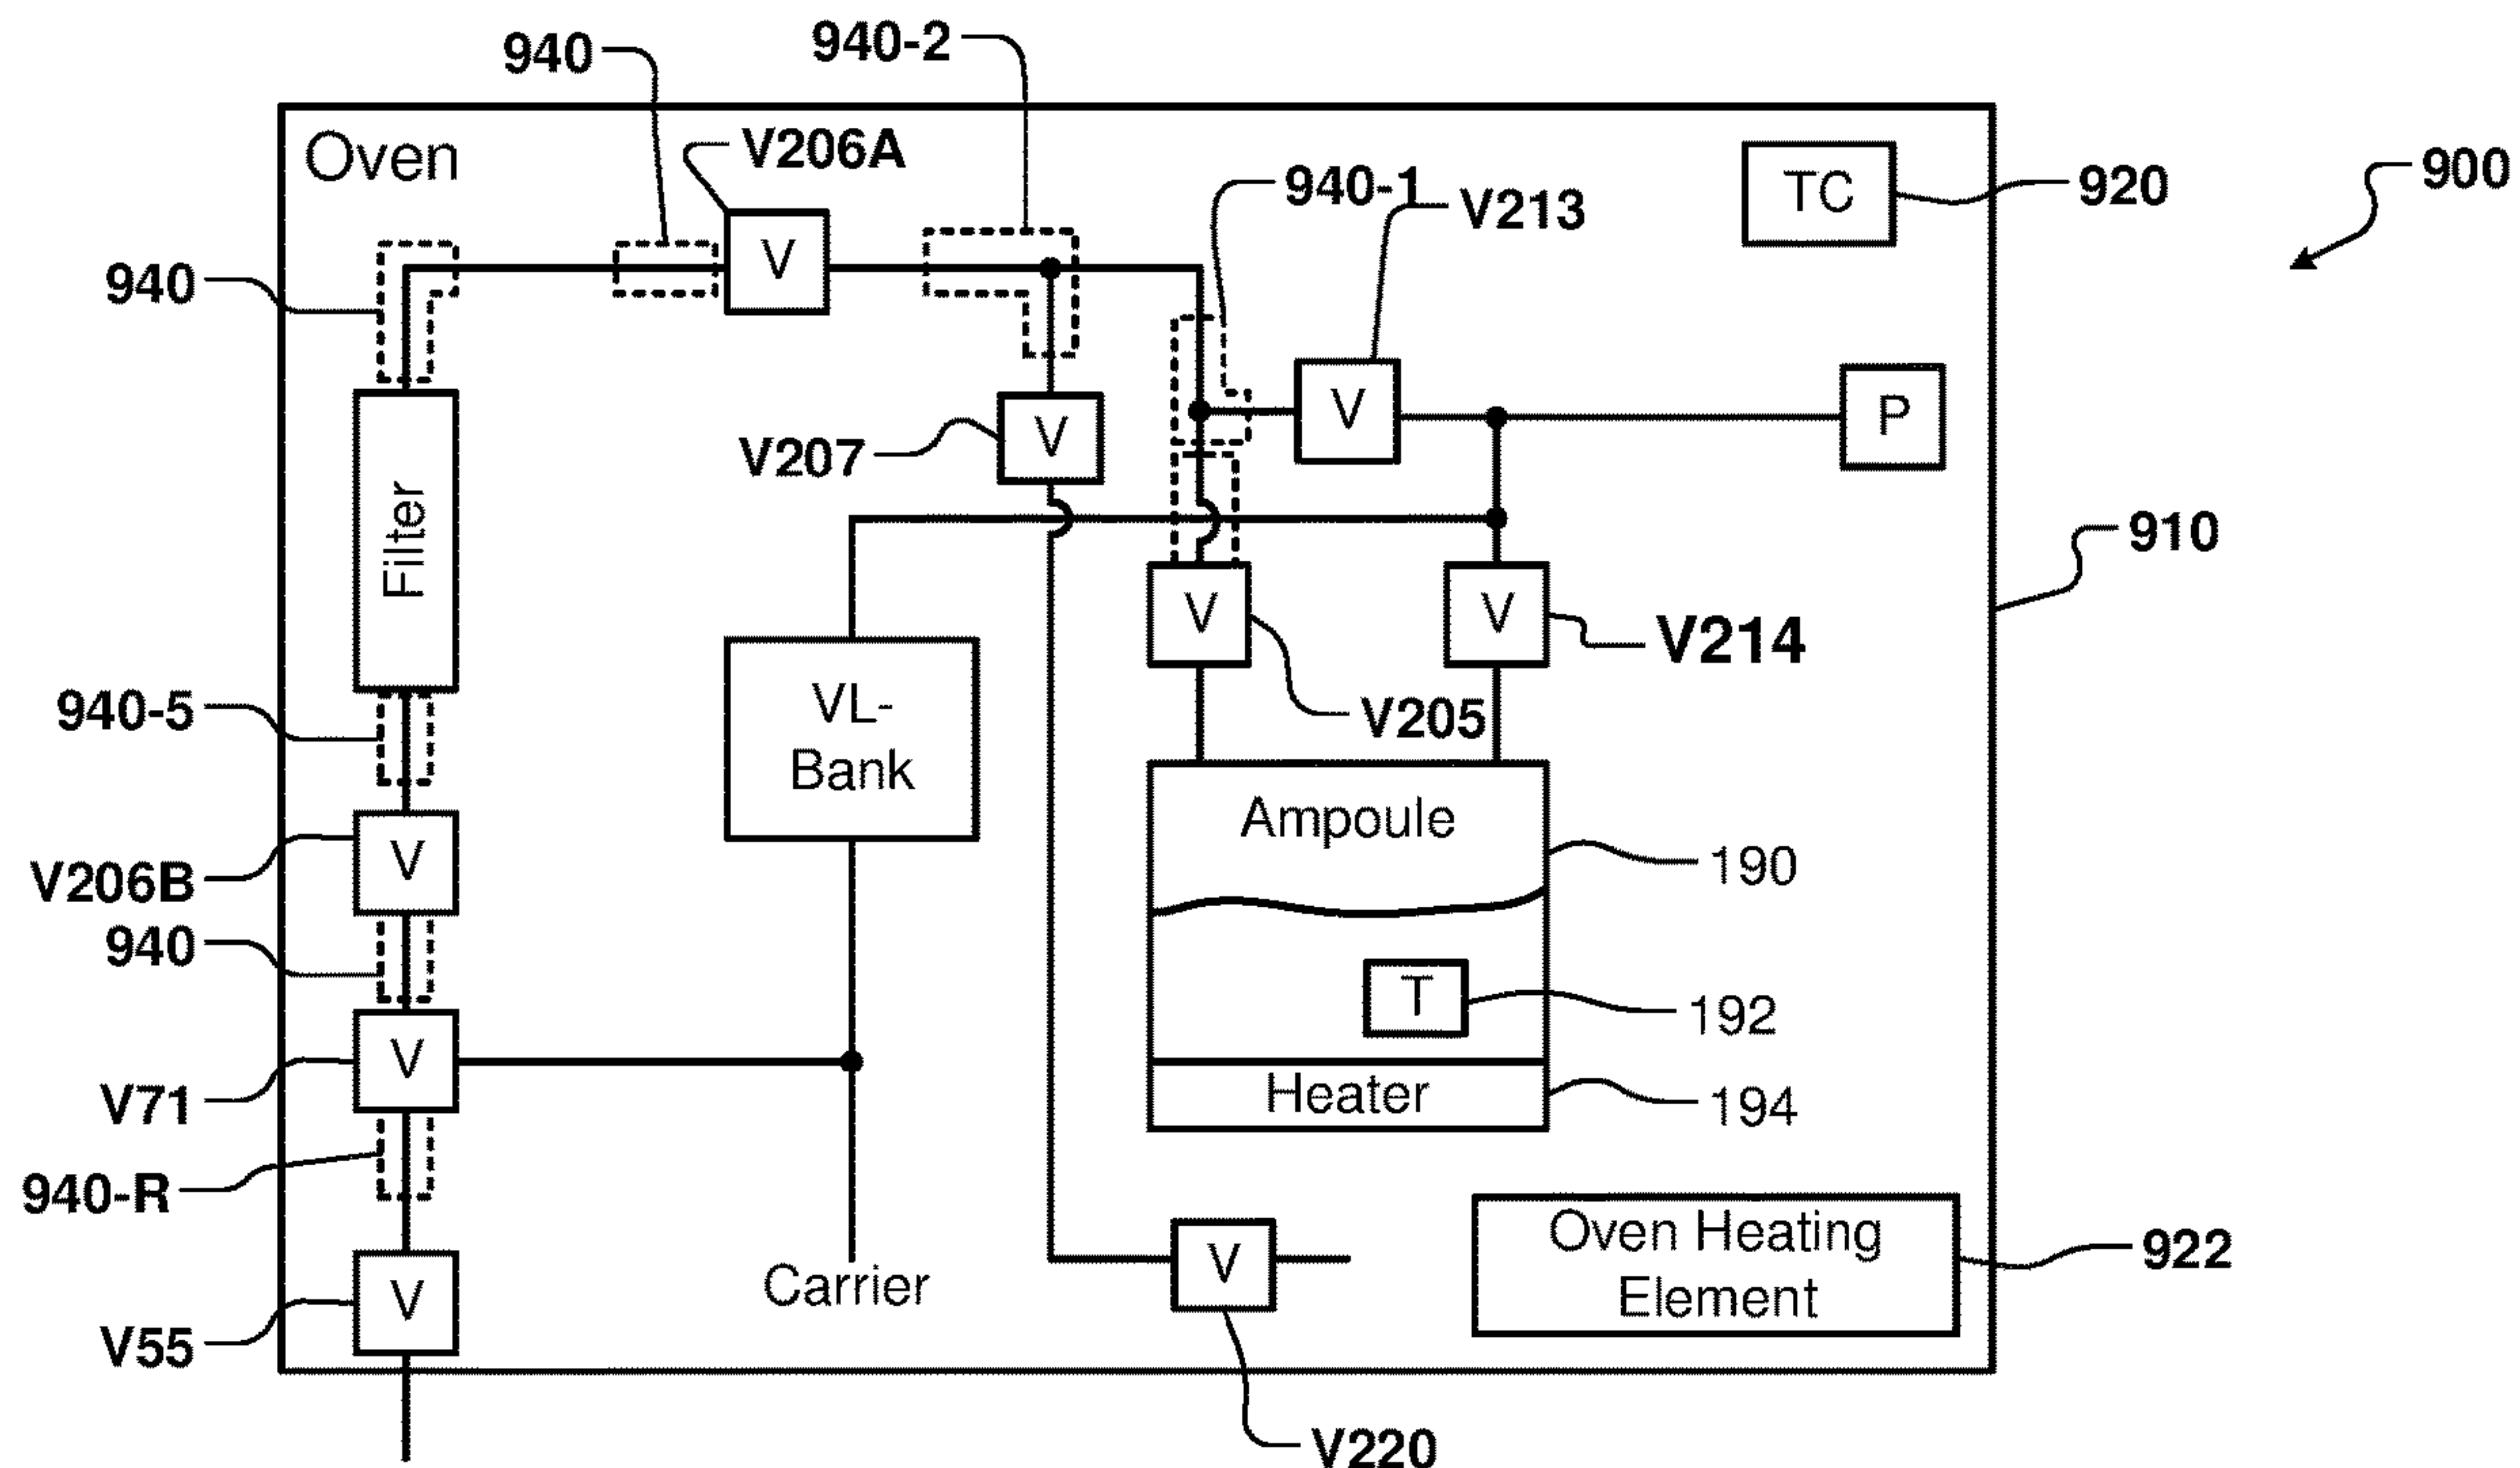 940
940-2
Oven
V206A
940-1
V213
TC
920
900
940
V
V
P
V207
V
Filter
910
V
V
V214
940-5
VL-
Bank
V205
Ampoule
190
V206B
V
940
T
192
V71
V
Heater
194
940-R
Oven Heating
Element
922
V
Carrier
V
V55
V220